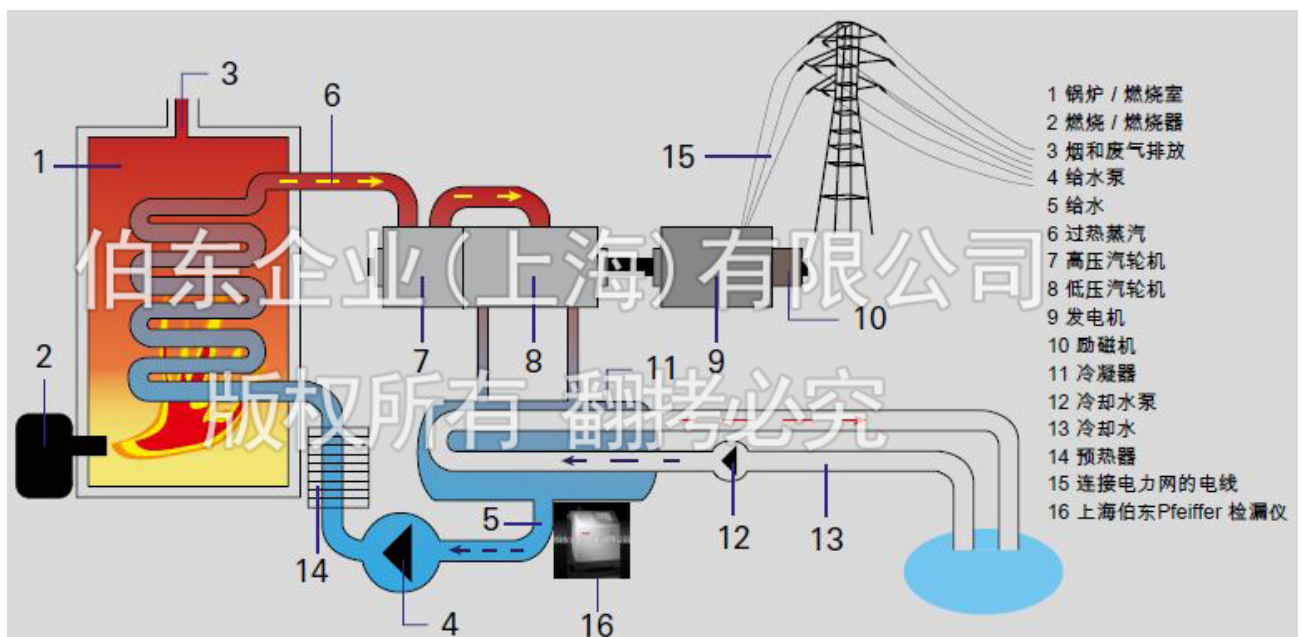 3
6
1
15
伯东企业(上海)有限公司
10
7
8
9
11
2
版权所有 翻拷必究
5
12
13
14
4
16
1 锅炉 / 燃烧室
2 燃烧 / 燃烧器
3 烟和废气排放
4 给水泵
5 给水
6 过热蒸汽
7 高压汽轮机
8 低压汽轮机
9 发电机
10 励磁机
11 冷凝器
12 冷却水泵
13 冷却水
14 预热器
15 连接电力网的电线
16 上海伯东Pfeiffer 检漏仪